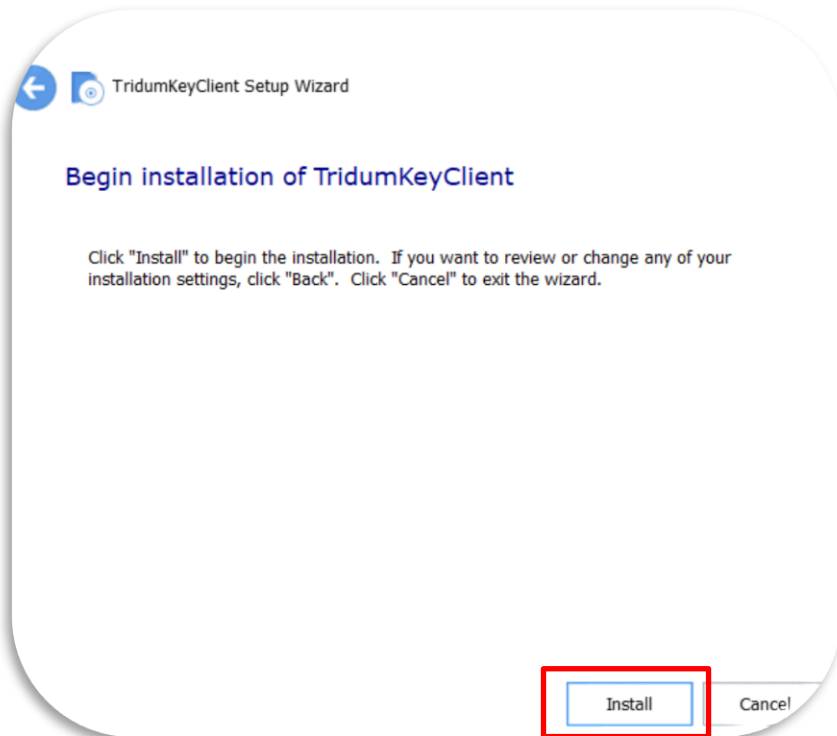 TridumKeyClient Setup Wizard
Begin installation of TridumKeyClient
Click "Install" to begin the installation.  If you want to review or change any of your
installation settings, click "Back".  Click "Cancel" to exit the wizard.
Install Cancel